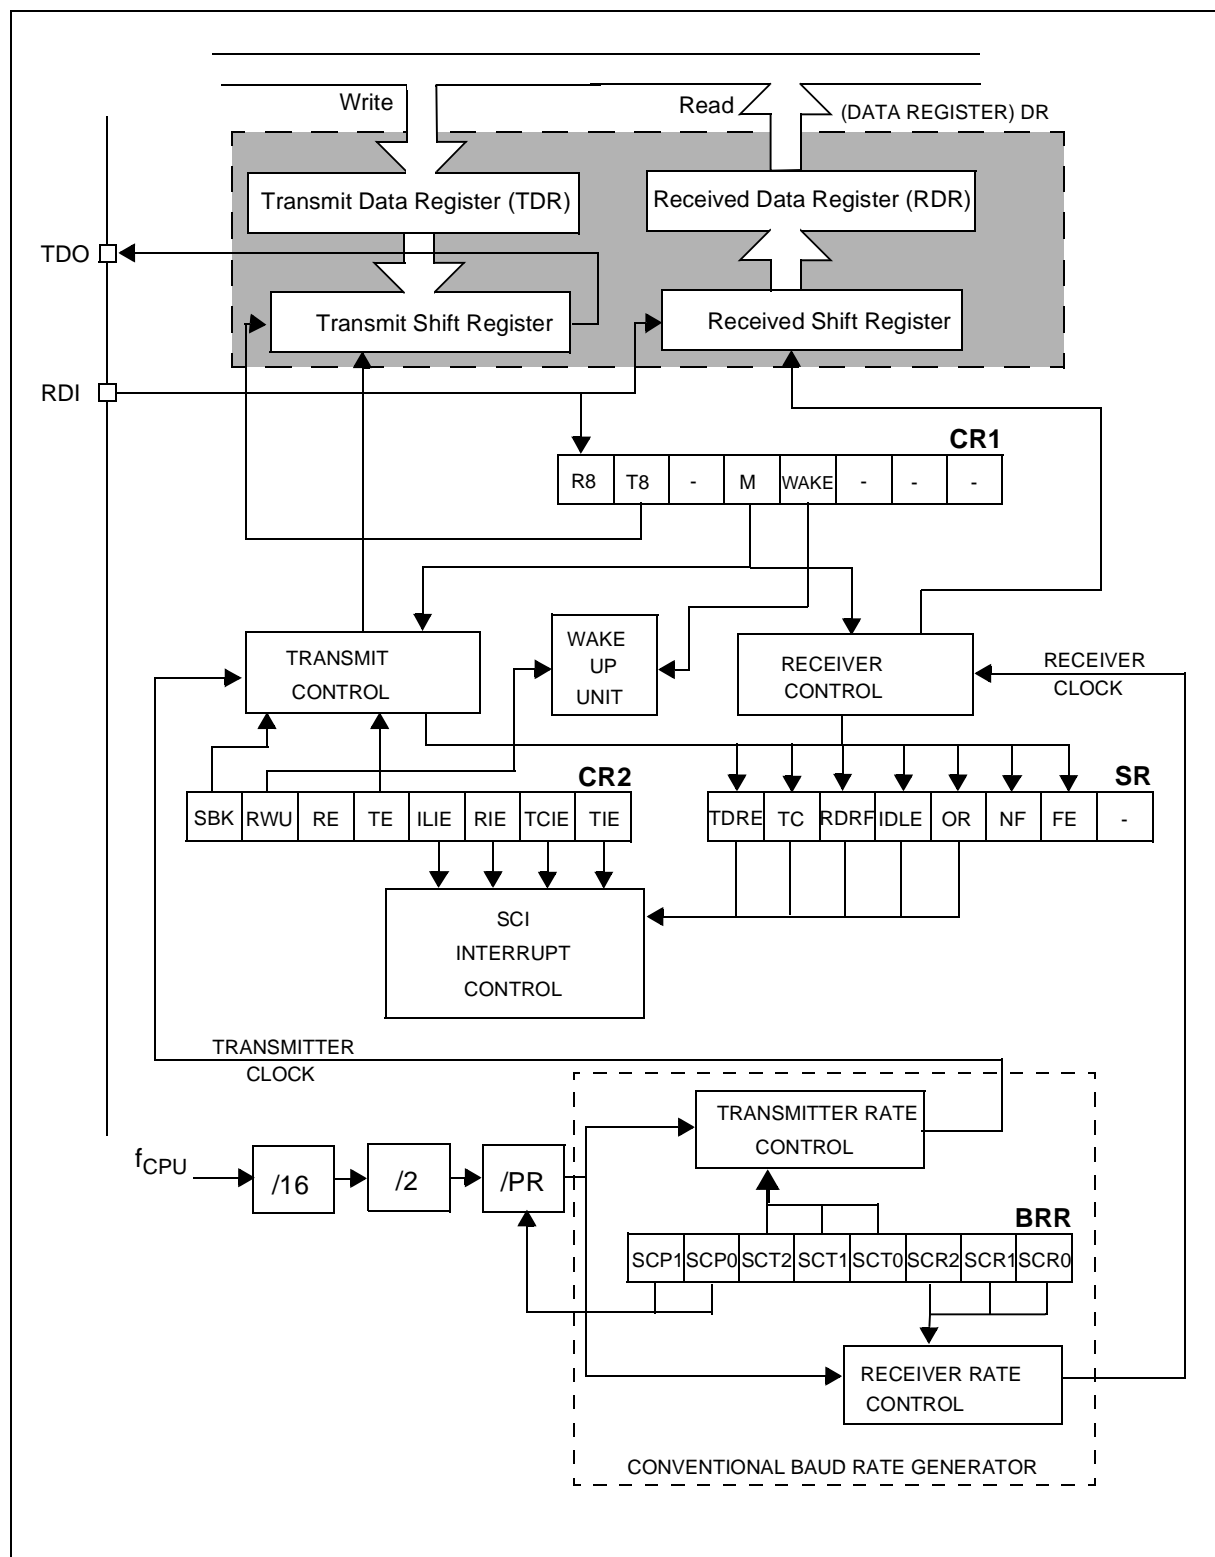 Write
Read
(DATA REGISTER) DR
Transmit Data Register (TDR)
Received Data Register (RDR)
TDO
Transmit Shift Register
Received Shift Register
RDI
CR1
R8 T8 - M WAKE - - -
TRANSMIT
CONTROL
WAKE
UP
UNIT
RECEIVER
CONTROL
RECEIVER
CLOCK
CR2
SBK RWU RE TE ILIE RIE TCIE TIE
SR
TDRE TC RDRF IDLE OR NF FE -
SCI
INTERRUPT
CONTROL
TRANSMITTER
CLOCK
TRANSMITTER RATE
CONTROL
fCPU
/16
/2
/PR
BRR
SCP1 SCP0 SCT2 SCT1 SCT0 SCR2 SCR1 SCR0
RECEIVER RATE
CONTROL
CONVENTIONAL BAUD RATE GENERATOR